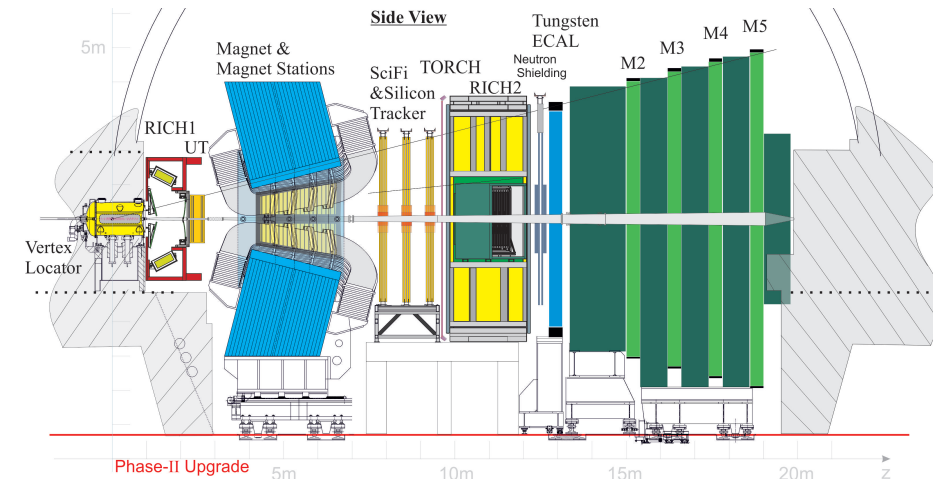 Side View
5m
Magnet &
Magnet Stations
SciFi
&Silicon
Tracker
TORCH
RICH2
Tungsten
ECAL
Neutron
Shielding
M2
M3
M4
M5
RICH1
UT
Vertex
Locator
Phase-II Upgrade
5m
10m
15m
20m
z